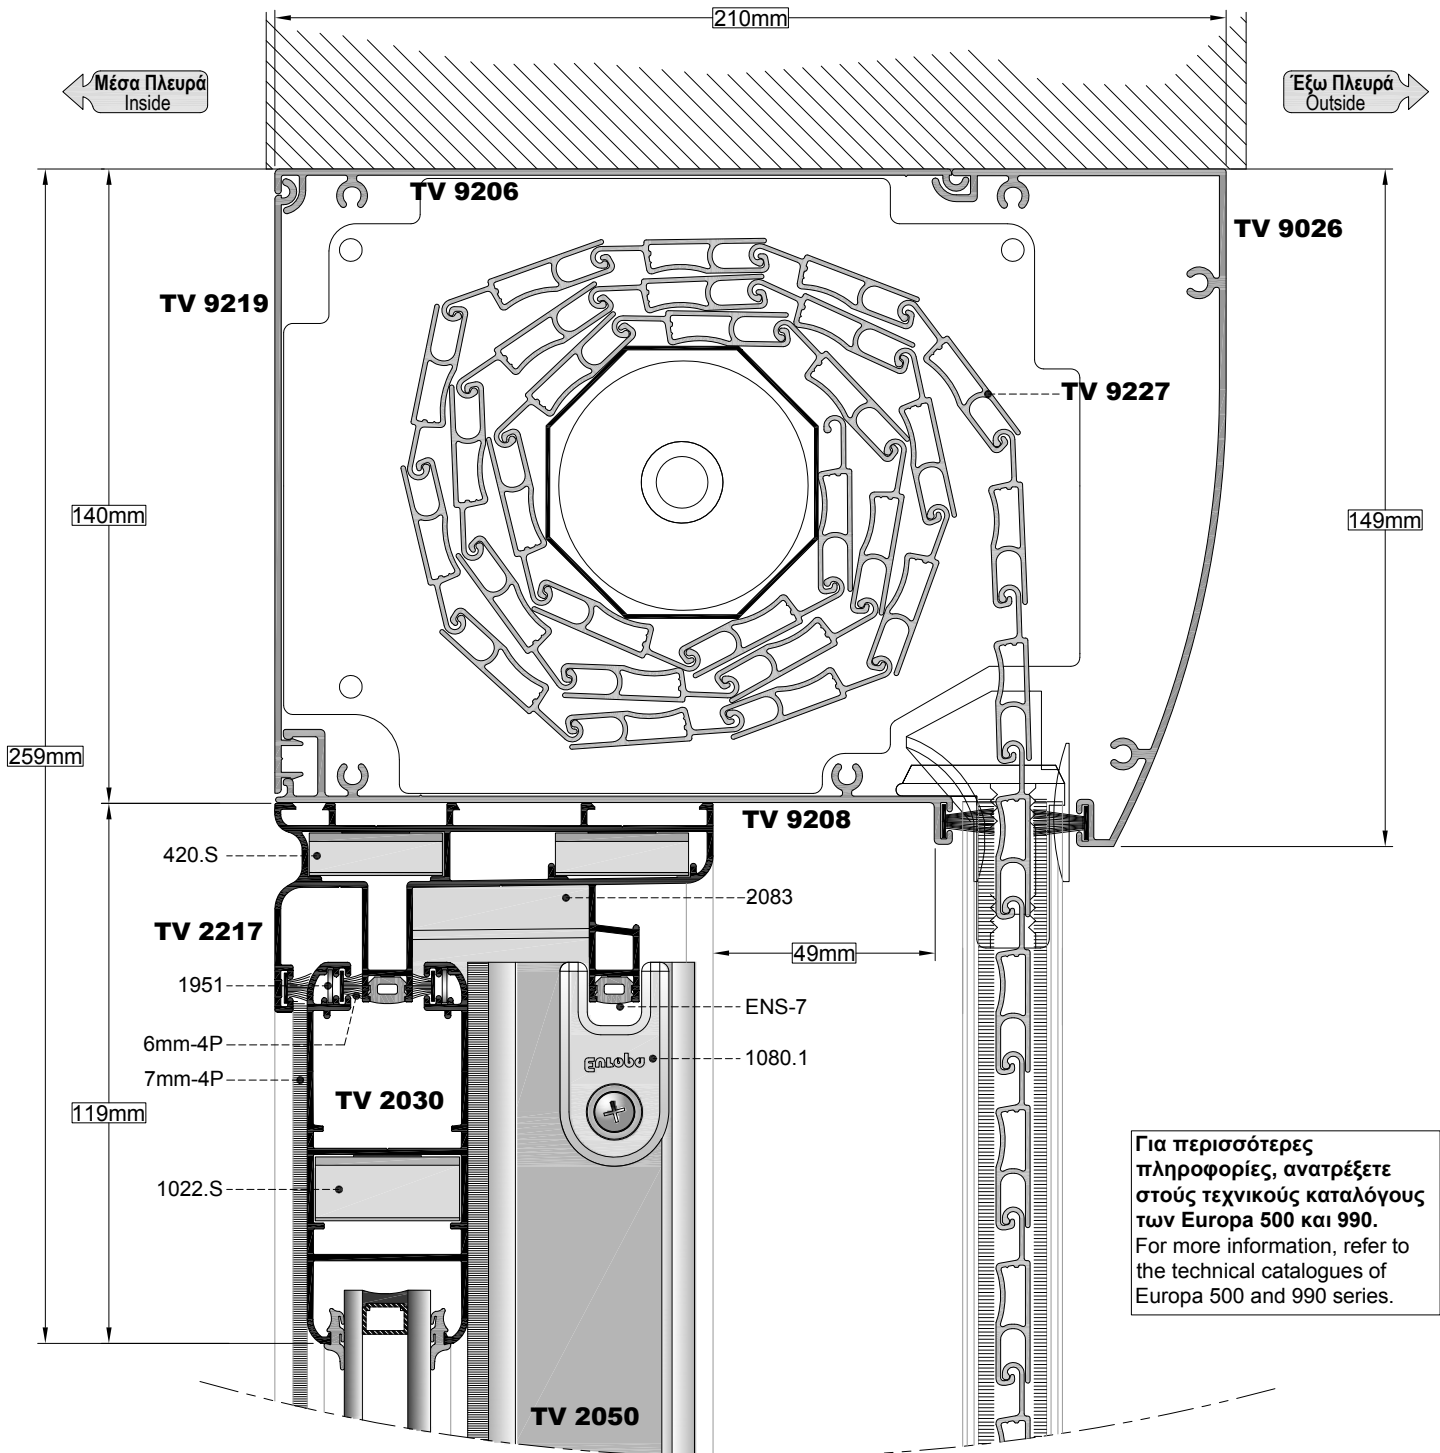 210mm
Μέσα Πλευρά
Inside
Έξω Πλευρά
Outside
TV 9206
TV 9026
TV 9219
TV 9227
140mm
149mm
259mm
TV 9208
420.S
2083
TV 2217
49mm
1951
ENS-7
6mm-4P
1080.1
7mm-4P
TV 2030
119mm
1022.S
Για περισσότερες
πληροφορίες, ανατρέξετε
στούς τεχνικούς καταλόγους
των Europa 500 και 990.
For more information, refer to
the technical catalogues of
Europa 500 and 990 series.
TV 2050